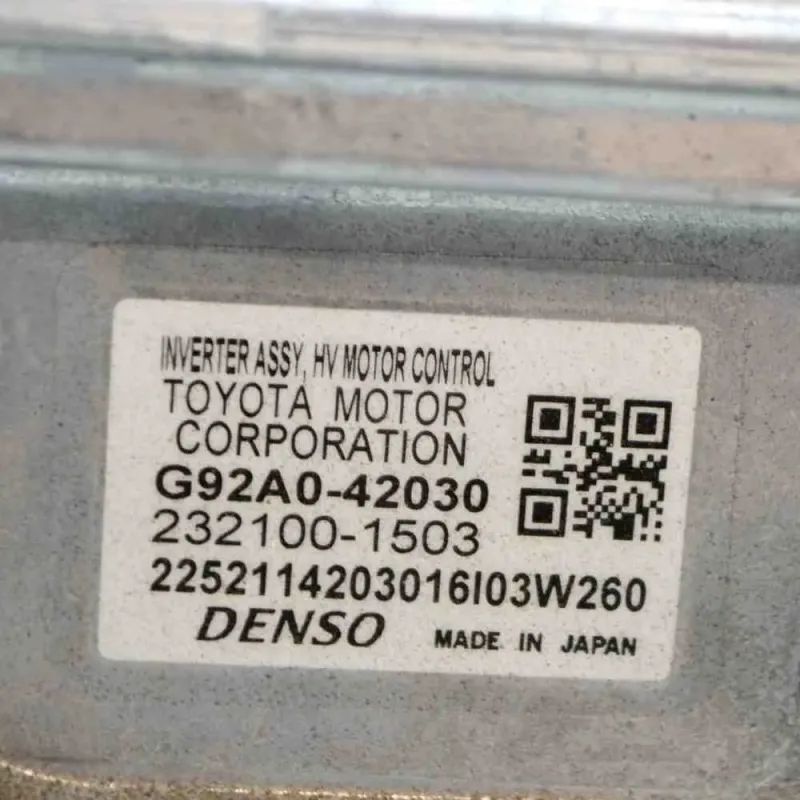 INVERTER ASSY, HV MOTOR CONTROL
TOYOTA MOTOR
CORPORATION
G92A0-42030
232100-1503
2252114203016I03W260
DENSO MADE IN JAPAN